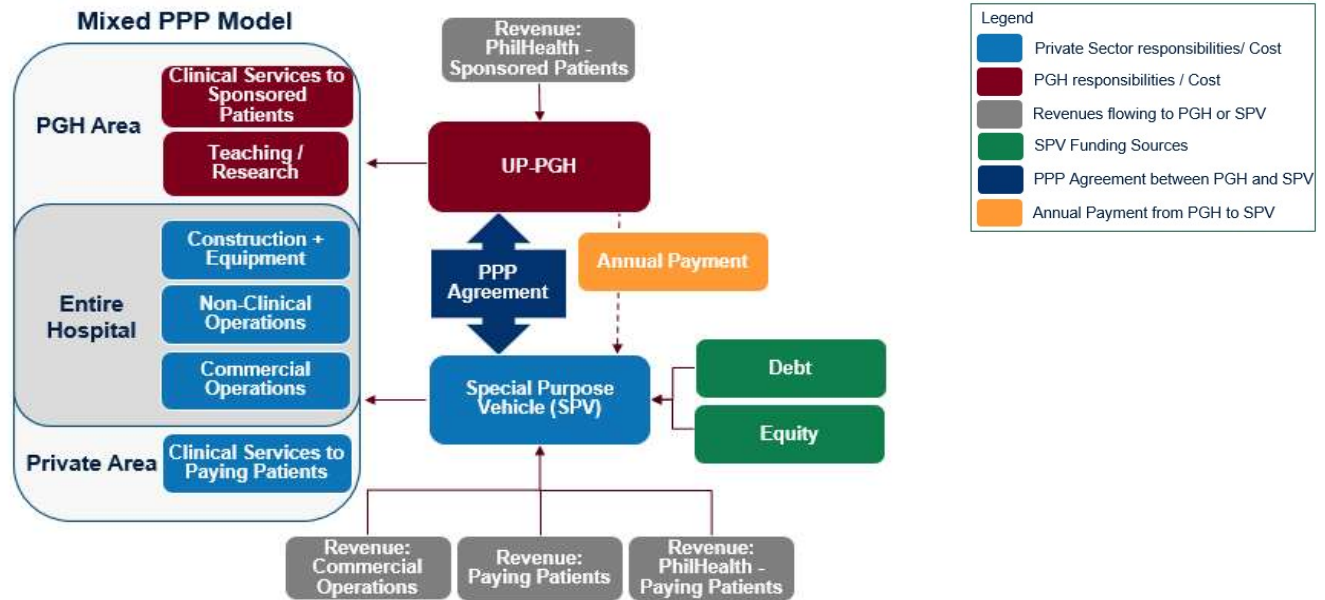 Mixed PPP Model
PGH Area
Clinical Services to
Sponsored
Patients
Teaching /
Research
Entire
Hospital
Construction +
Equipment
Non-Clinical
Operations
Commercial
Operations
Private Area
Clinical Services to
Paying Patients
Revenue:
PhilHealth -
Sponsored Patients
UP-PGH
PPP
Agreement
Annual Payment
Special Purpose
Vehicle (SPV)
Debt
Equity
Revenue:
Commercial
Operations
Revenue:
Paying Patients
Revenue:
PhilHealth -
Paying Patients
Legend
Private Sector responsibilities/ Cost
PGH responsibilities / Cost
Revenues flowing to PGH or SPV
SPV Funding Sources
PPP Agreement between PGH and SPV
Annual Payment from PGH to SPV